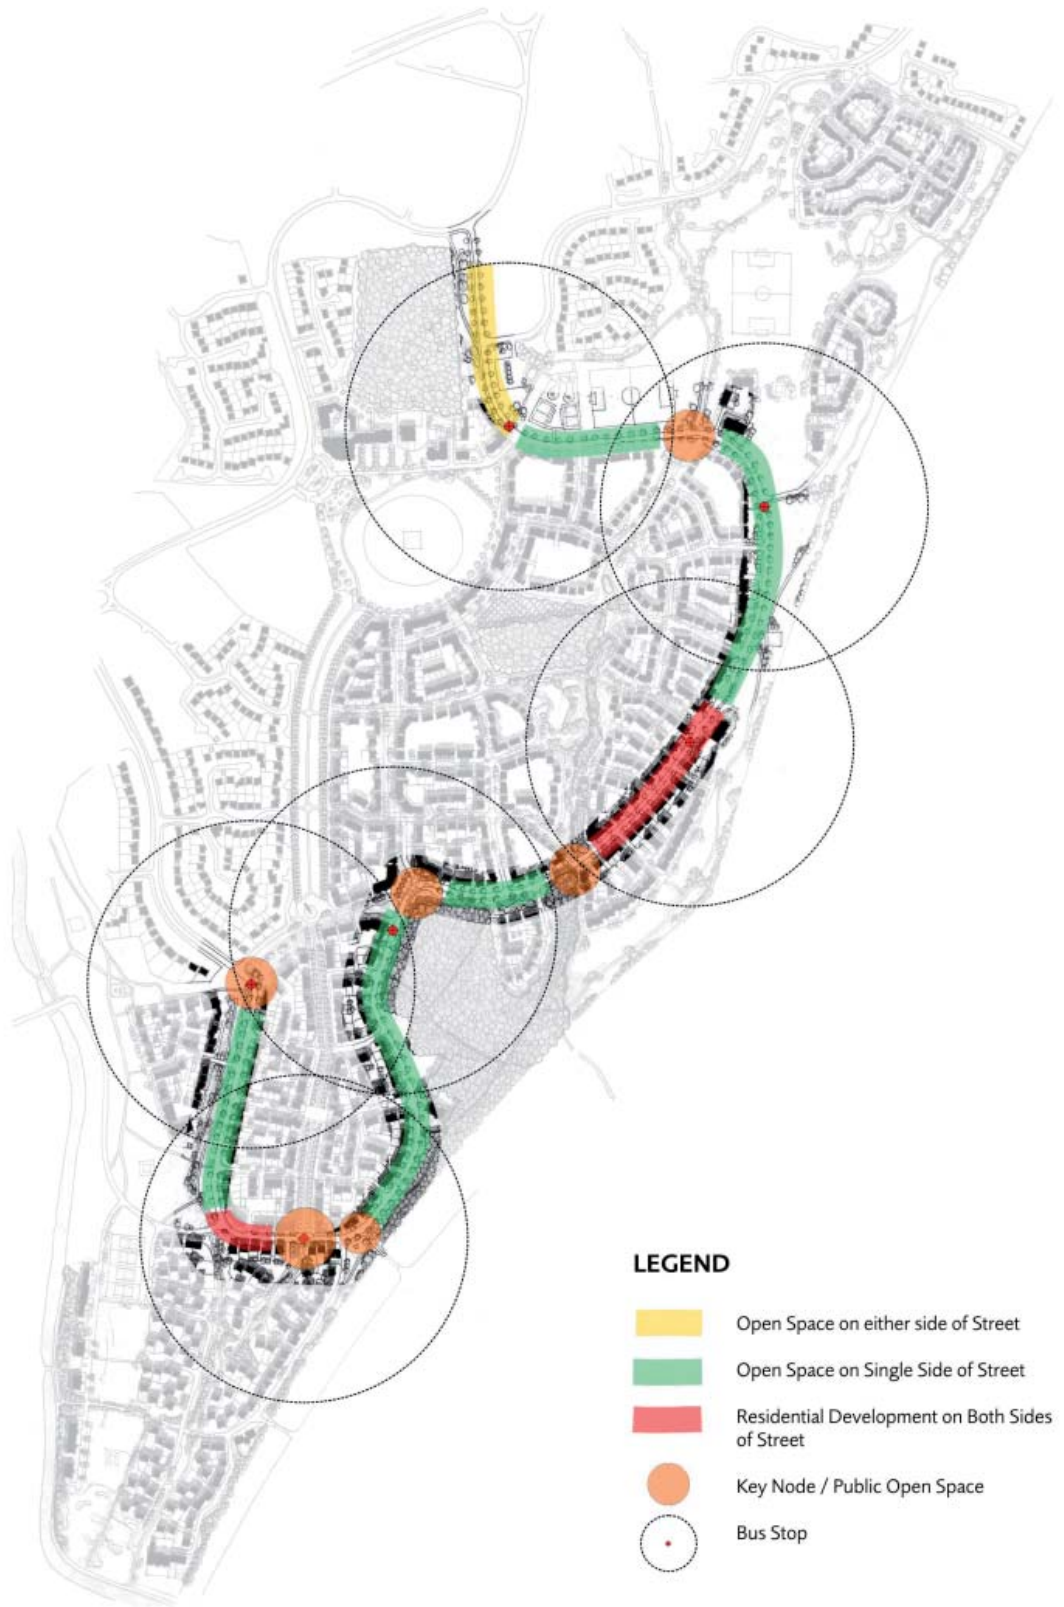 LEGEND
Open Space on either side of Street
Open Space on Single Side of Street
Residential Development on Both Sides
of Street
Key Node / Public Open Space
Bus Stop